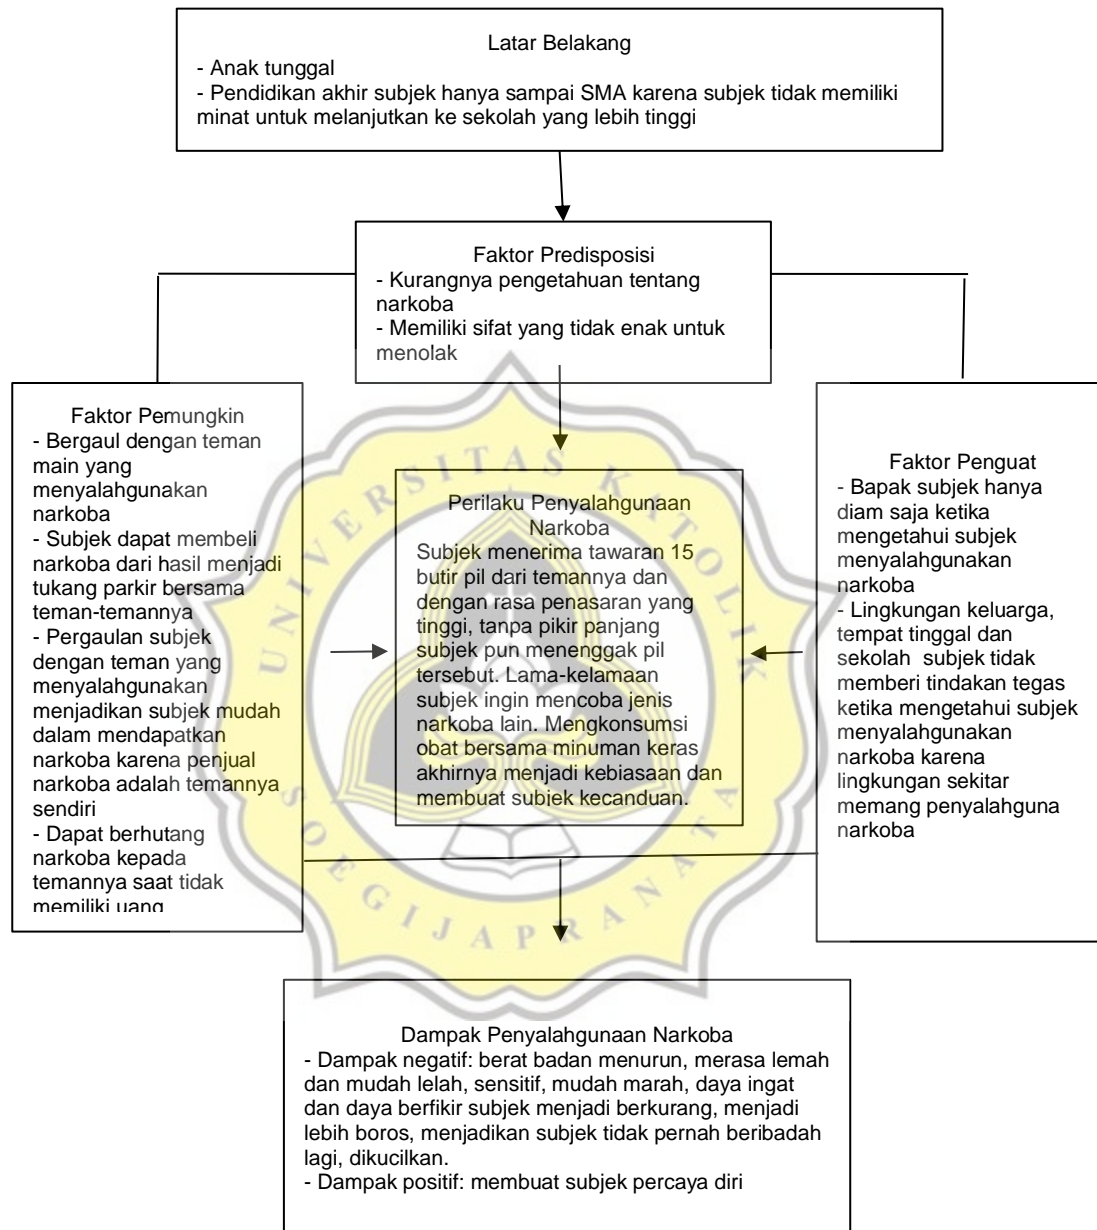 Latar Belakang
- Anak tunggal
- Pendidikan akhir subjek hanya sampai SMA karena subjek tidak memiliki
minat untuk melanjutkan ke sekolah yang lebih tinggi
Faktor Predisposisi
- Kurangnya pengetahuan tentang
narkoba
- Memiliki sifat yang tidak enak untuk
menolak
Faktor Pemungkin
- Bergaul dengan teman
main yang
menyalahgunakan
narkoba
- Subjek dapat membeli
narkoba dari hasil menjadi
tukang parkir bersama
teman-temannya
- Pergaulan subjek
dengan teman yang
menyalahgunakan
menjadikan subjek mudah
dalam mendapatkan
narkoba karena penjual
narkoba adalah temannya
sendiri
- Dapat berhutang
narkoba kepada
temannya saat tidak
memiliki uang
Perilaku Penyalahgunaan
Narkoba
Subjek menerima tawaran 15
butir pil dari temannya dan
dengan rasa penasaran yang
tinggi, tanpa pikir panjang
subjek pun menenggak pil
tersebut. Lama-kelamaan
subjek ingin mencoba jenis
narkoba lain. Mengkonsumsi
obat bersama minuman keras
akhirnya menjadi kebiasaan dan
membuat subjek kecanduan.
Faktor Penguat
- Bapak subjek hanya
diam saja ketika
mengetahui subjek
menyalahgunakan
narkoba
- Lingkungan keluarga,
tempat tinggal dan
sekolah subjek tidak
memberi tindakan tegas
ketika mengetahui subjek
menyalahgunakan
narkoba karena
lingkungan sekitar
memang penyalahguna
narkoba
UNIVERSITAS KATOLIK
SOEGIJAPRANATA
Dampak Penyalahgunaan Narkoba
- Dampak negatif: berat badan menurun, merasa lemah
dan mudah lelah, sensitif, mudah marah, daya ingat
dan daya berfikir subjek menjadi berkurang, menjadi
lebih boros, menjadikan subjek tidak pernah beribadah
lagi, dikucilkan.
- Dampak positif: membuat subjek percaya diri